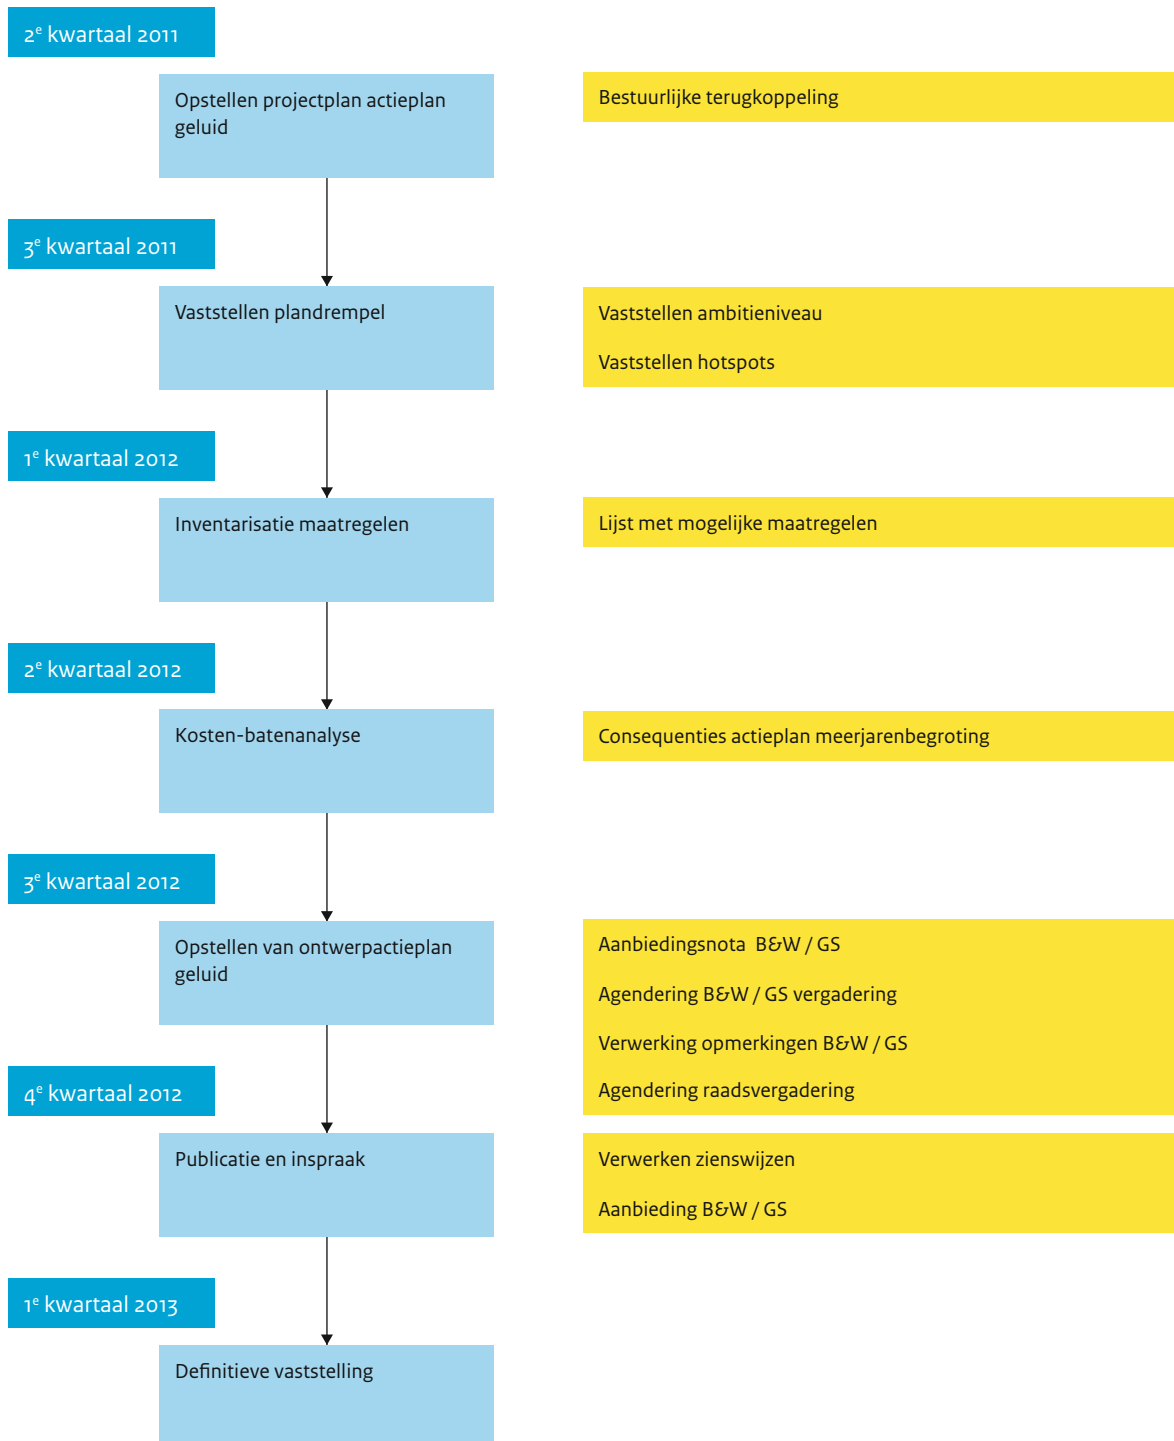 2e kwartaal 2011
Opstellen projectplan actieplan
geluid
Bestuurlijke terugkoppeling
3e kwartaal 2011
Vaststellen plandrempel
Vaststellen ambitieniveau
Vaststellen hotspots
1e kwartaal 2012
Inventarisatie maatregelen
Lijst met mogelijke maatregelen
2e kwartaal 2012
Kosten-batenanalyse
Consequenties actieplan meerjarenbegroting
3e kwartaal 2012
Opstellen van ontwerpactieplan
geluid
Aanbiedingsnota B&W / GS
Agendering B&W / GS vergadering
Verwerking opmerkingen B&W / GS
Agendering raadsvergadering
4e kwartaal 2012
Publicatie en inspraak
Verwerken zienswijzen
Aanbieding B&W / GS
1e kwartaal 2013
Definitieve vaststelling